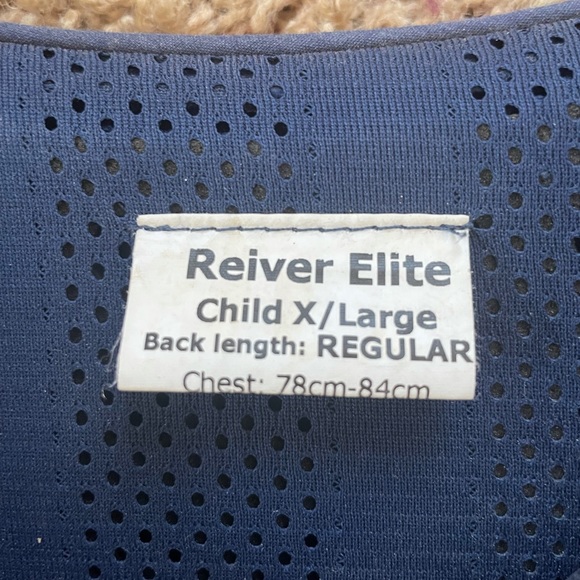 Reiver Elite
Child X/Large
Back length: REGULAR
Chest: 78cm-84cm